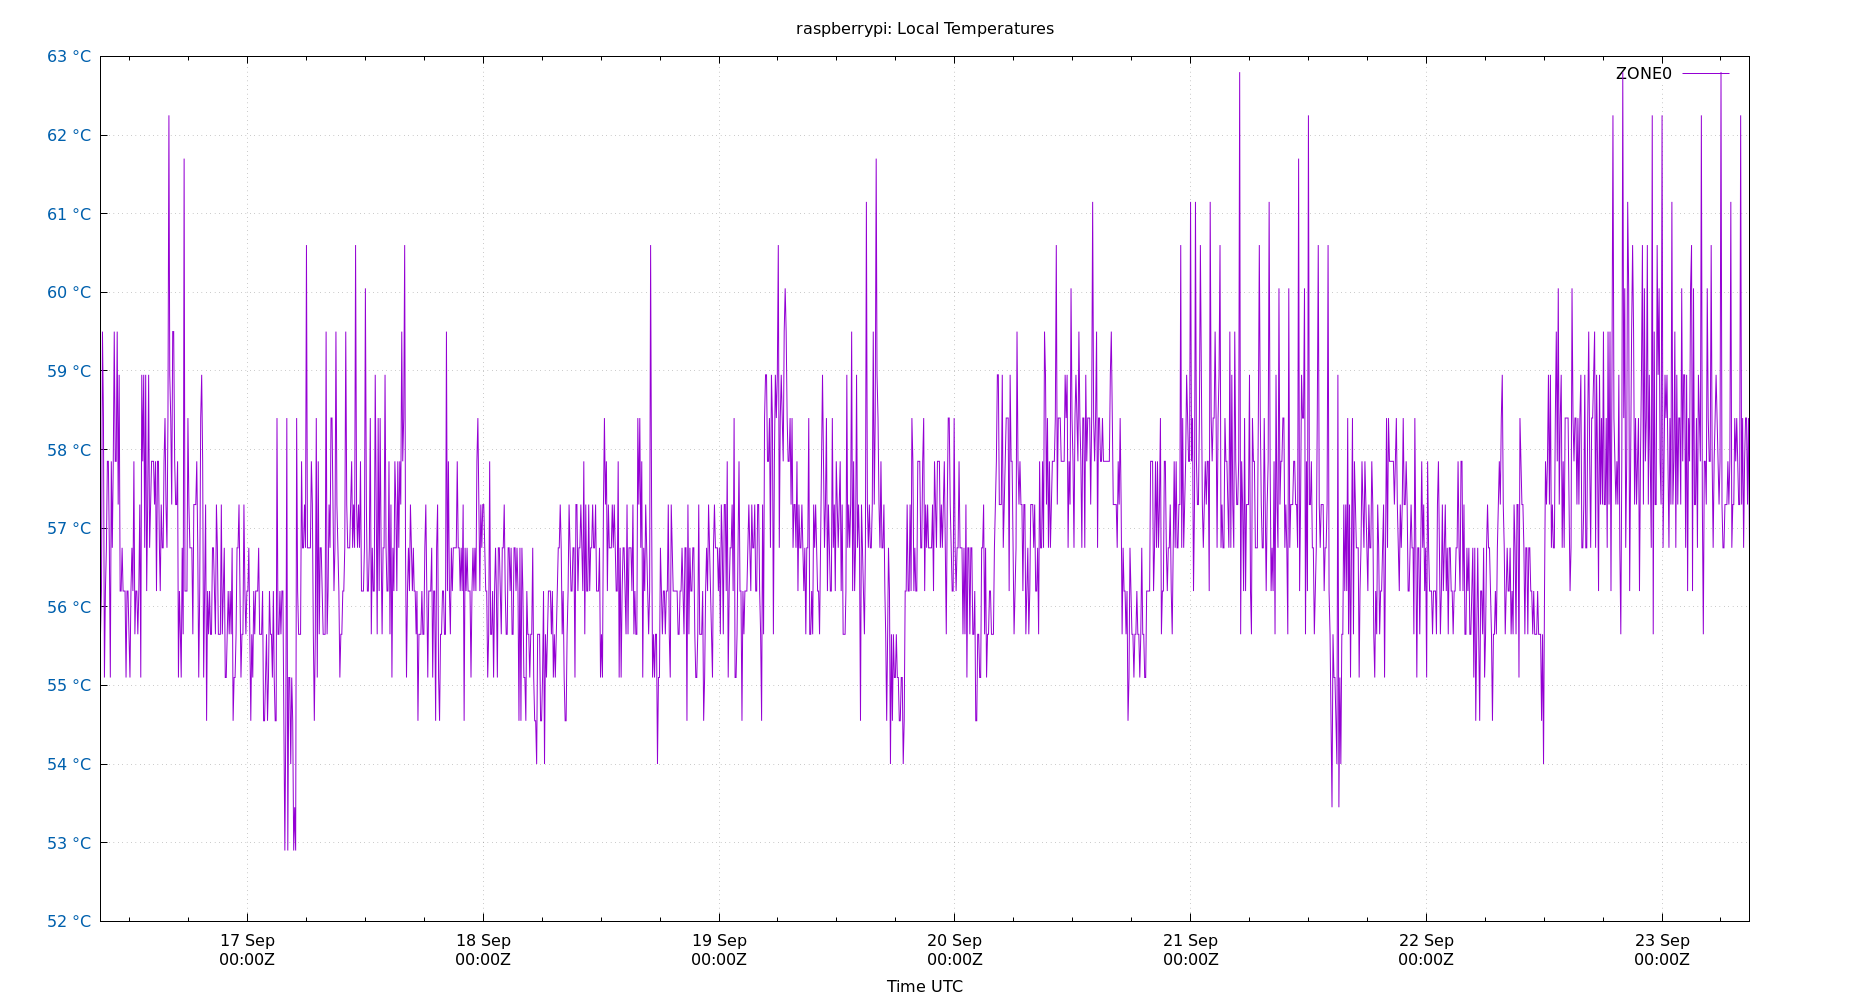 raspberrypi: Local Temperatures
63 °C
62 °C
61 °C
60 °C
59 °C
58 °C
57 °C
56 °C
55 °C
54 °C
53 °C
52 °C
ZONE0
17 Sep
00:00Z
18 Sep
00:00Z
19 Sep
00:00Z
20 Sep
00:00Z
21 Sep
00:00Z
22 Sep
00:00Z
23 Sep
00:00Z
Time UTC